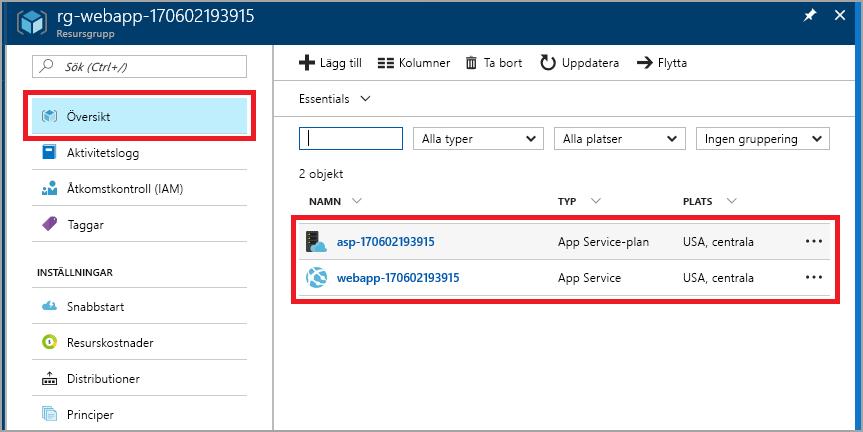 rg-webapp-170602193915
Resursgrupp
Sök (Ctrl+/)
Översikt
Aktivitetslogg
Åtkomstkontroll (IAM)
Taggar
INSTÄLLNINGAR
Snabbstart
Resurskostnader
Distributioner
Principer
Lägg till Kolumner Ta bort Uppdatera Flytta
Essentials
Alla typer Alla platser Ingen gruppering
2 objekt
NAMN TYP PLATS
asp-170602193915 App Service-plan USA, centrala
webapp-170602193915 App Service USA, centrala